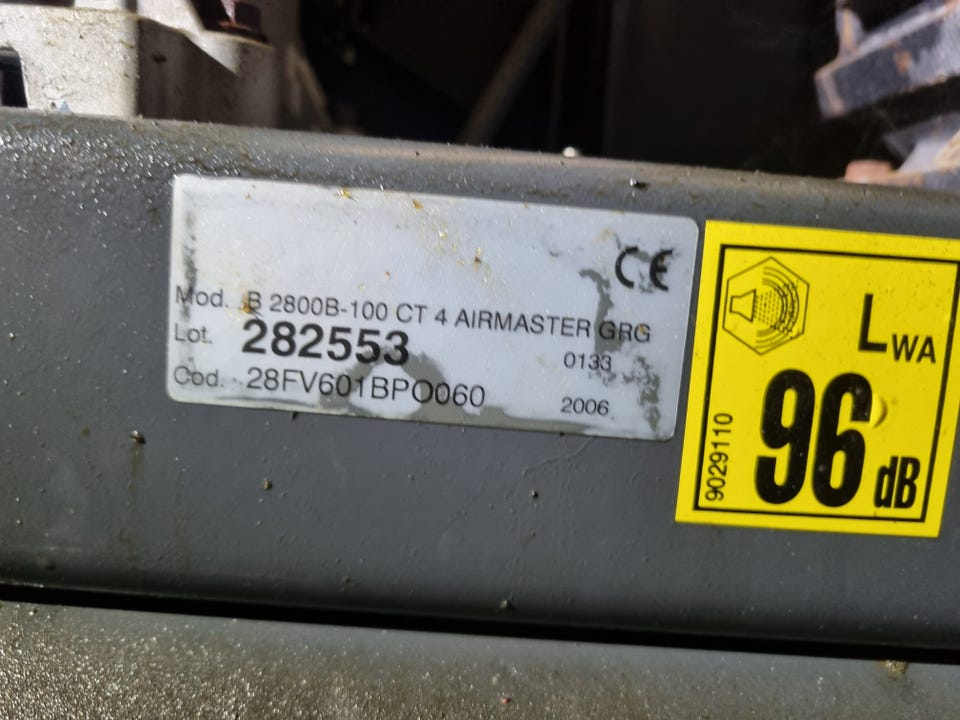 CE
Mod. B 2800B-100 CT 4 AIRMASTER GRG
Lot. 282553 0133
Cod. 28FV601BPO060 2006
LWA
96 dB
9029110